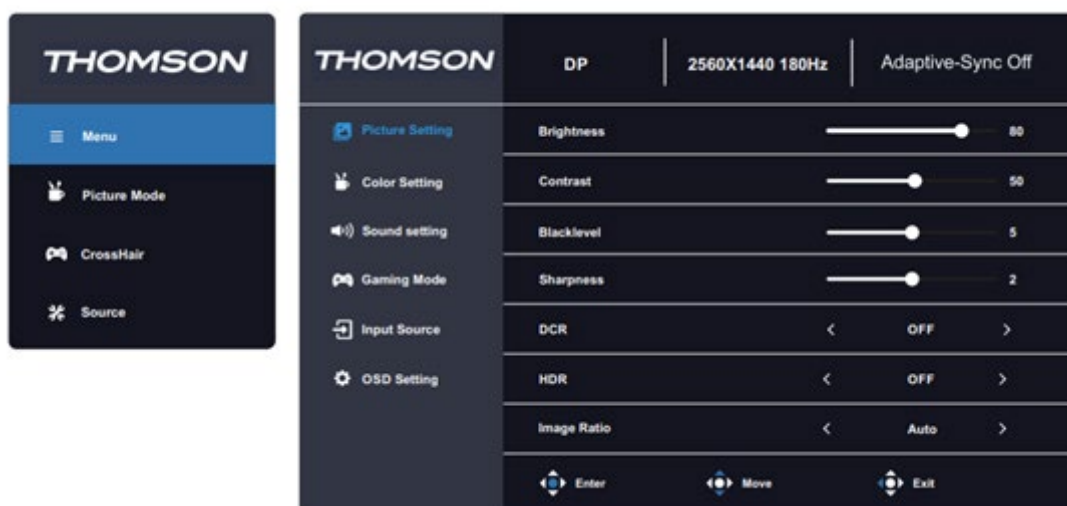 THOMSON
Menu
Picture Mode
CrossHair
Source
THOMSON
DP
2560X1440 180Hz
Adaptive-Sync Off
Picture Setting
Color Setting
Sound setting
Gaming Mode
Input Source
OSD Setting
Brightness 80
Contrast 50
Blacklevel 5
Sharpness 2
DCR < OFF >
HDR < OFF >
Image Ratio < Auto >
Enter Move Exit